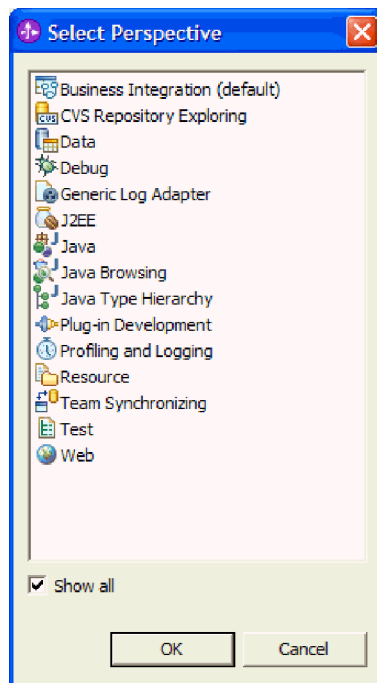 Select Perspective
Business Integration (default)
CVS Repository Exploring
Data
Debug
Generic Log Adapter
J2EE
Java
Java Browsing
Java Type Hierarchy
Plug-in Development
Profiling and Logging
Resource
Team Synchronizing
Test
Web
Show all
OK Cancel